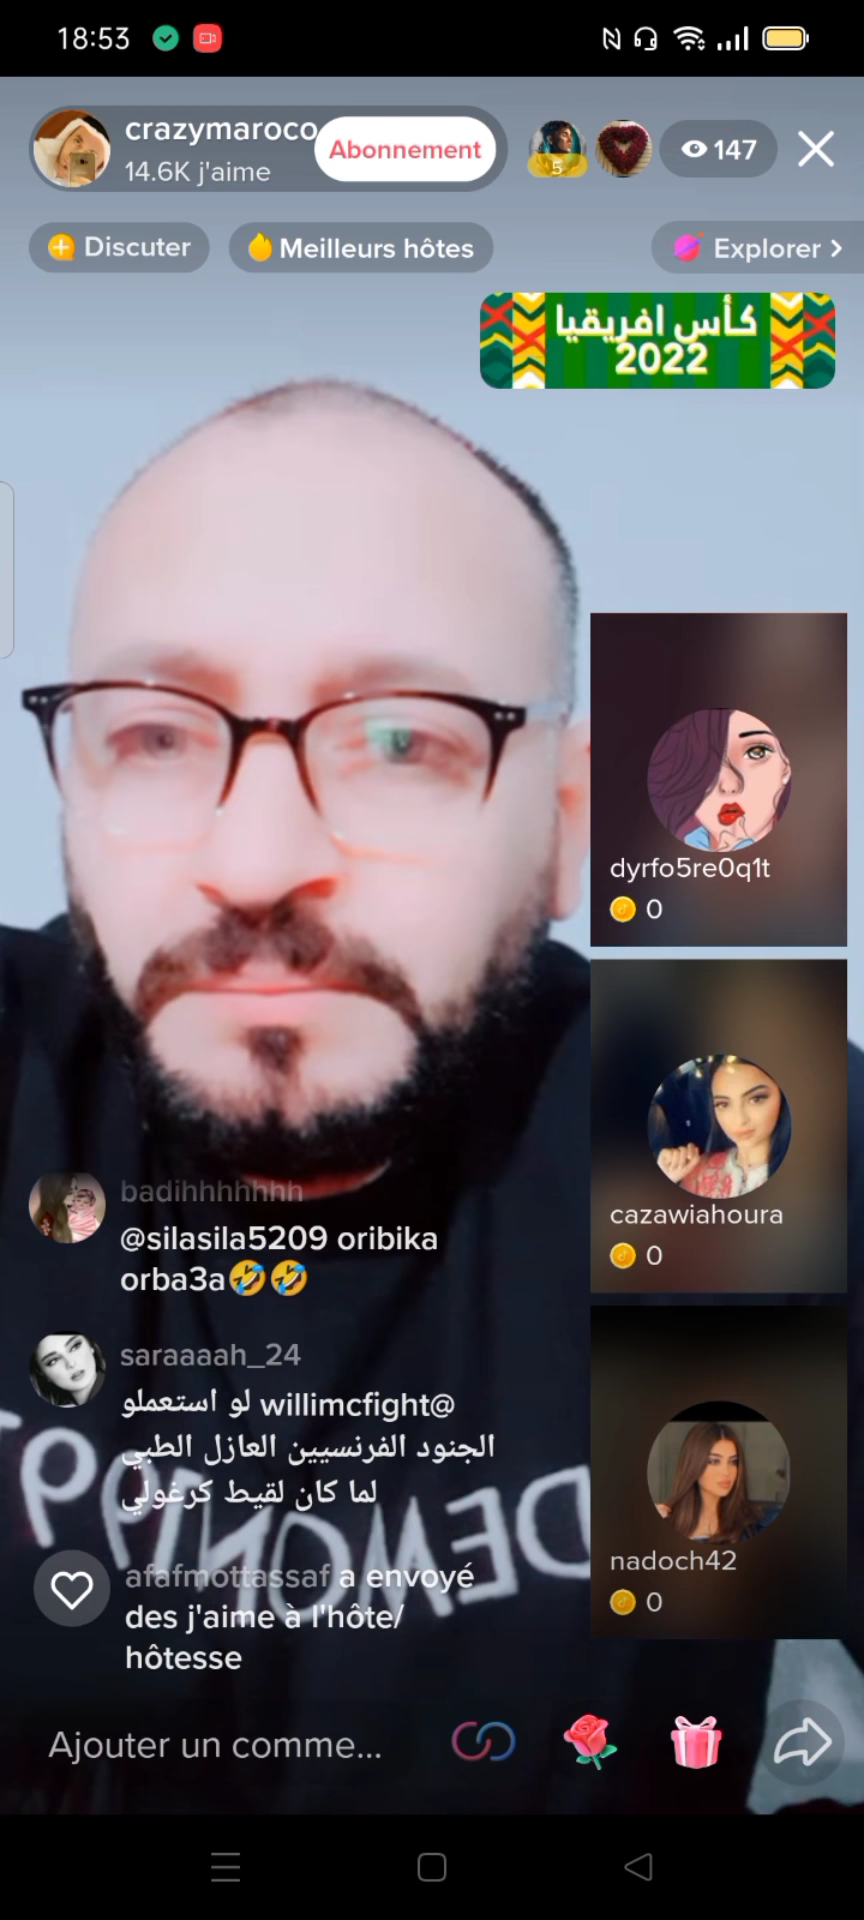 18:53
crazymaroco
14.6K j'aime
Abonnement
5
147
Discuter
Meilleurs hôtes
Explorer
كأس افريقيا
2022
dyrfo5re0q1t
0
cazawiahoura
0
nadoch42
0
badihhhhhhh
@silasila5209 oribika
orba3a🤣🤣
saraaaah_24
@willimcfight لو استعملو
الجنود الفرنسيين العازل الطبي
لما كان لقيط كرغولي
DEMON199
afafmottassaf a envoyé
des j'aime à l'hôte/
hôtesse
Ajouter un comme...